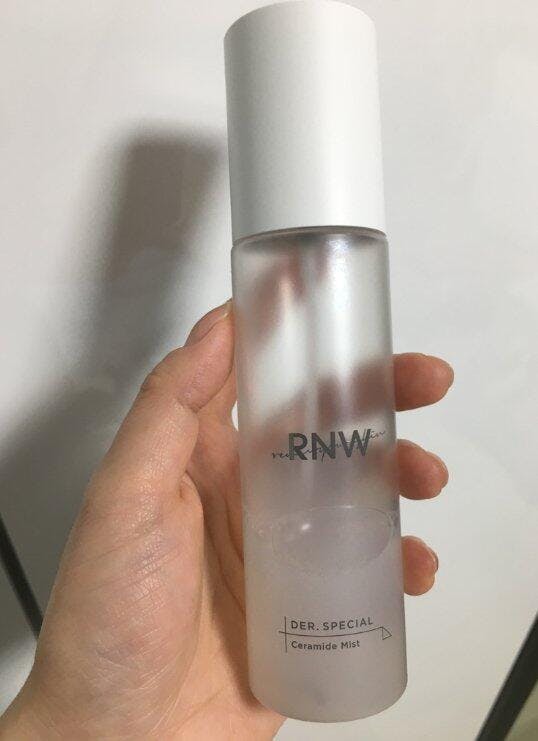 RNW
DER. SPECIAL
Ceramide Mist